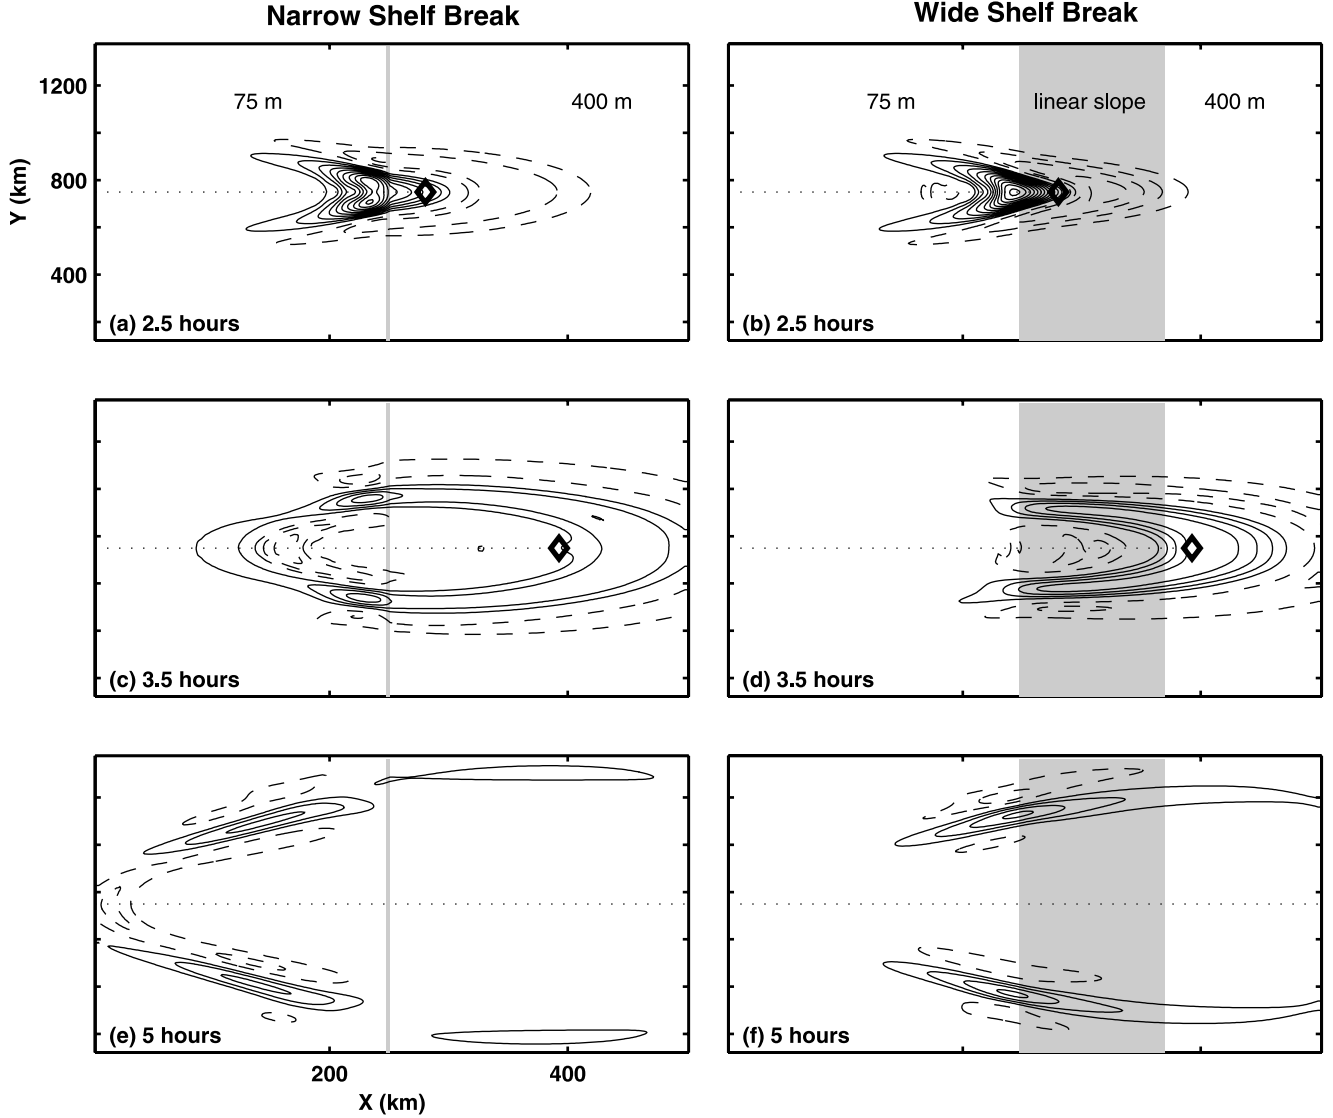 Narrow Shelf Break
Wide Shelf Break
1200
75 m
400 m
75 m
linear slope
400 m
800
Y (km)
400
(a) 2.5 hours
(b) 2.5 hours
(c) 3.5 hours
(d) 3.5 hours
(e) 5 hours
(f) 5 hours
200
400
X (km)